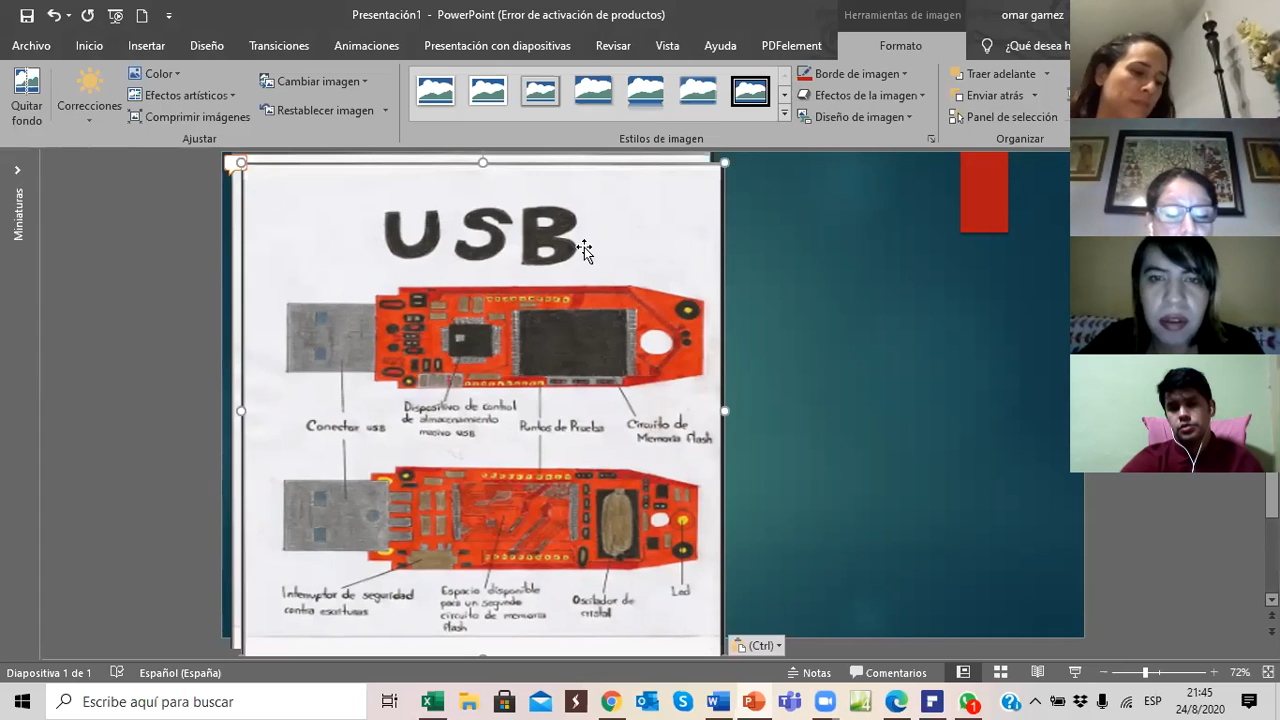 Presentación1 - PowerPoint (Error de activación de productos)
Herramientas de imagen
omar gamez
Archivo
Inicio
Insertar
Diseño
Transiciones
Animaciones
Presentación con diapositivas
Revisar
Vista
Ayuda
PDFelement
Formato
¿Qué desea h
Quitar
fondo
Correcciones
Color
Efectos artísticos
Comprimir imágenes
Cambiar imagen
Restablecer imagen
Borde de imagen
Efectos de la imagen
Diseño de imagen
Traer adelante
Enviar atrás
Panel de selección
Ajustar
Estilos de imagen
Organizar
Miniaturas
USB
Conector USB
Dispositivo de control
de almacenamiento
masivo USB
Puntos de Prueba
Circuito de
Memoria Flash
Interruptor de seguridad
contra escrituras
Espacio disponible
para un segundo
circuito de memoria
flash
Oscilador de
cristal
Led
(Ctrl)
Diapositiva 1 de 1
Español (España)
Notas
Comentarios
72%
Escribe aquí para buscar
1
ESP
21:45
24/8/2020